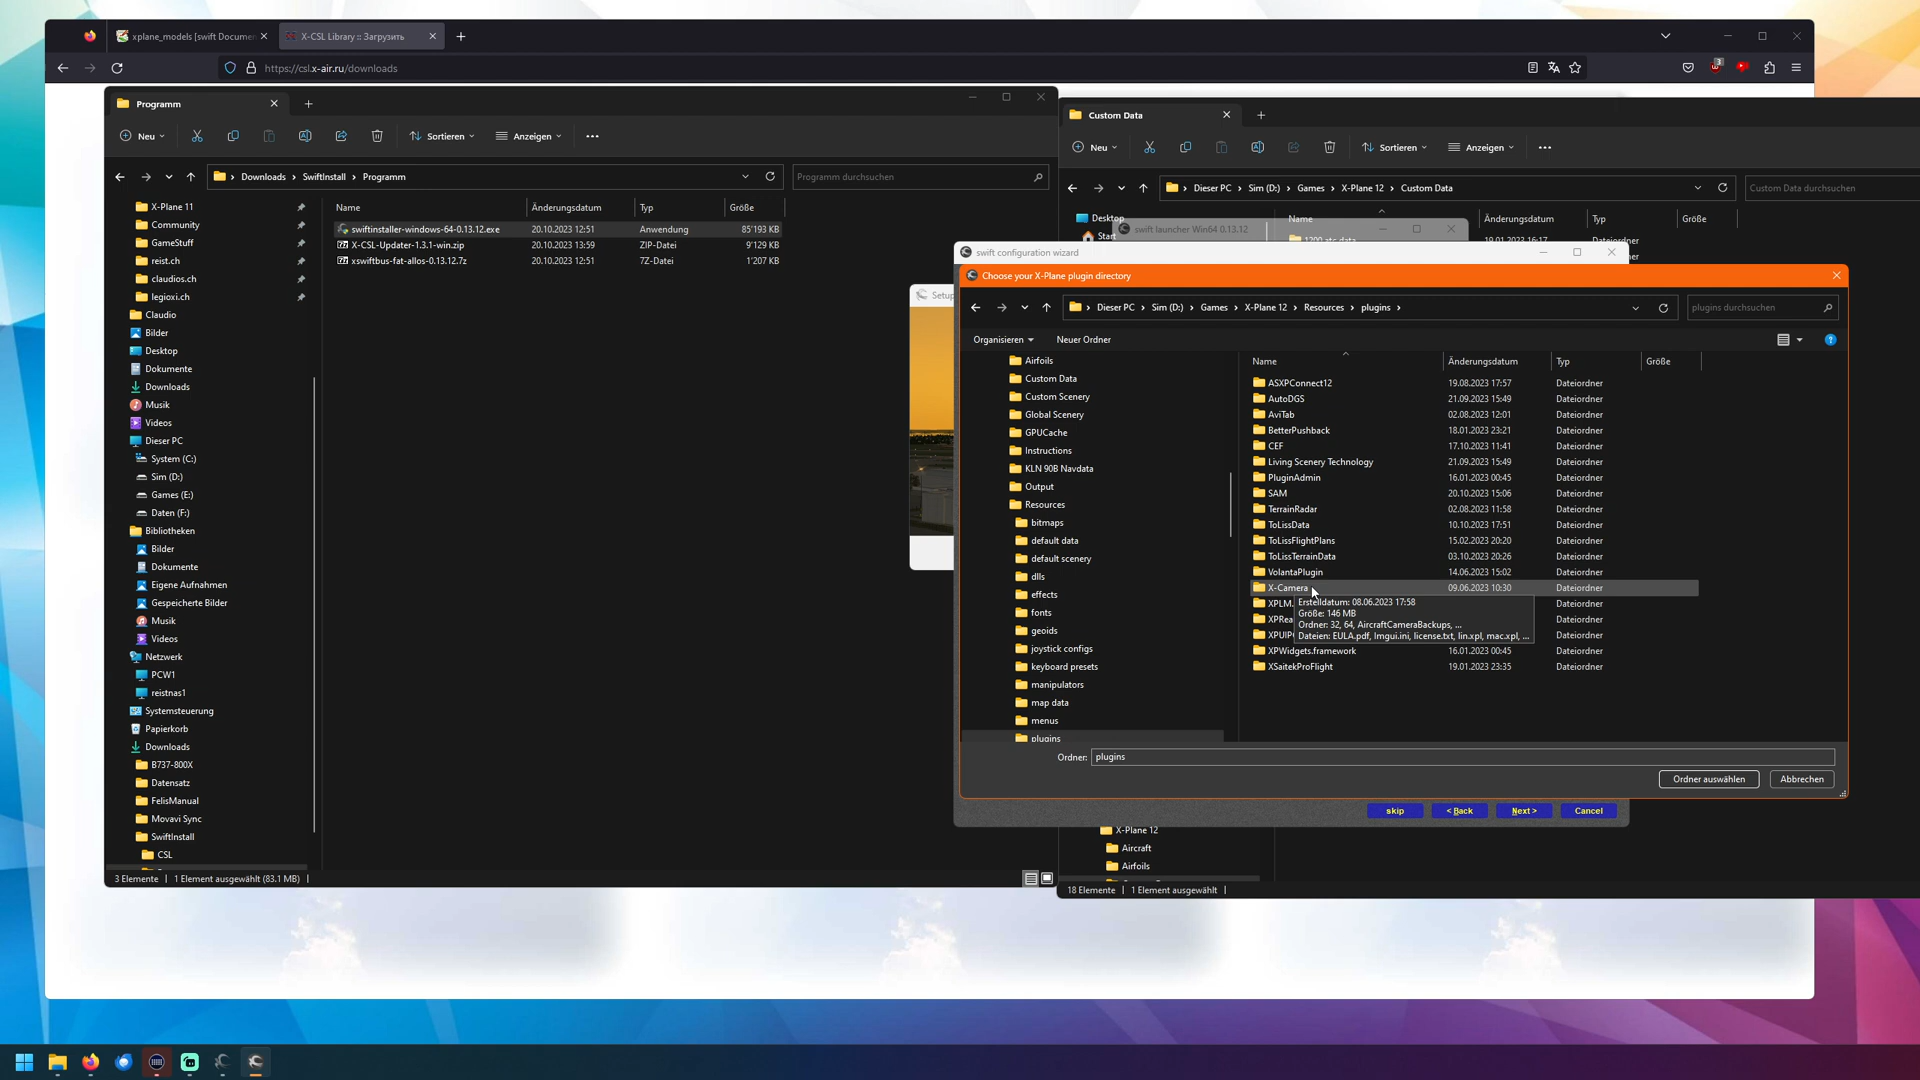 xplane_models [swift Documen
X-CSL Library :: Загрузить
https://csl.x-air.ru/downloads
3
Programm
Neu
Sortieren
Anzeigen
Downloads
SwiftInstall
Programm
Programm durchsuchen
X-Plane 11
Community
GameStuff
reist.ch
claudios.ch
legioxi.ch
Claudio
Bilder
Desktop
Dokumente
Downloads
Musik
Videos
Dieser PC
System (C:)
Sim (D:)
Games (E:)
Daten (F:)
Bibliotheken
Bilder
Dokumente
Eigene Aufnahmen
Gespeicherte Bilder
Musik
Videos
Netzwerk
PCW1
reistnas1
Systemsteuerung
Papierkorb
Downloads
B737-800X
Datensatz
FelisManual
Movavi Sync
SwiftInstall
CSL
Name Änderungsdatum Typ Größe
swiftinstaller-windows-64-0.13.12.exe 20.10.2023 12:51 Anwendung 85'193 KB
X-CSL-Updater-1.3.1-win.zip 20.10.2023 13:59 ZIP-Datei 9'129 KB
xswiftbus-fat-allos-0.13.12.7z 20.10.2023 12:51 7Z-Datei 1'207 KB
3 Elemente
1 Element ausgewählt (83.1 MB)
Setup
Custom Data
Neu
Sortieren
Anzeigen
Dieser PC
Sim (D:)
Games
X-Plane 12
Custom Data
Custom Data durchsuchen
Desktop
Start
Name Änderungsdatum Typ Größe
1200 atc data 19.01.2023 16:17 Dateiordner
swift launcher Win64 0.13.12
swift configuration wizard
Choose your X-Plane plugin directory
Dieser PC
Sim (D:)
Games
X-Plane 12
Resources
plugins
plugins durchsuchen
Organisieren
Neuer Ordner
Airfoils
Custom Data
Custom Scenery
Global Scenery
GPUCache
Instructions
KLN 90B Navdata
Output
Resources
bitmaps
default data
default scenery
dlls
effects
fonts
geoids
joystick configs
keyboard presets
manipulators
map data
menus
plugins
Name Änderungsdatum Typ Größe
ASXPConnect12 19.08.2023 17:57 Dateiordner
AutoDGS 21.09.2023 15:49 Dateiordner
AviTab 02.08.2023 12:01 Dateiordner
BetterPushback 18.01.2023 23:21 Dateiordner
CEF 17.10.2023 11:41 Dateiordner
Living Scenery Technology 21.09.2023 15:49 Dateiordner
PluginAdmin 16.01.2023 00:45 Dateiordner
SAM 20.10.2023 15:06 Dateiordner
TerrainRadar 02.08.2023 11:58 Dateiordner
ToLissData 10.10.2023 17:51 Dateiordner
ToLissFlightPlans 15.02.2023 20:20 Dateiordner
ToLissTerrainData 03.10.2023 20:26 Dateiordner
VolantaPlugin 14.06.2023 15:02 Dateiordner
X-Camera 09.06.2023 10:30 Dateiordner
XPLM. Dateiordner
XPRea Dateiordner
XPUIP Dateiordner
XPWidgets.framework 16.01.2023 00:45 Dateiordner
XSaitekProFlight 19.01.2023 23:35 Dateiordner
Erstelldatum: 08.06.2023 17:58
Größe: 146 MB
Ordner: 32, 64, AircraftCameraBackups, ...
Dateien: EULA.pdf, Imgui.ini, license.txt, lin.xpl, mac.xpl, ...
Ordner: plugins
Ordner auswählen
Abbrechen
skip
< Back
Next >
Cancel
X-Plane 12
Aircraft
Airfoils
18 Elemente
1 Element ausgewählt